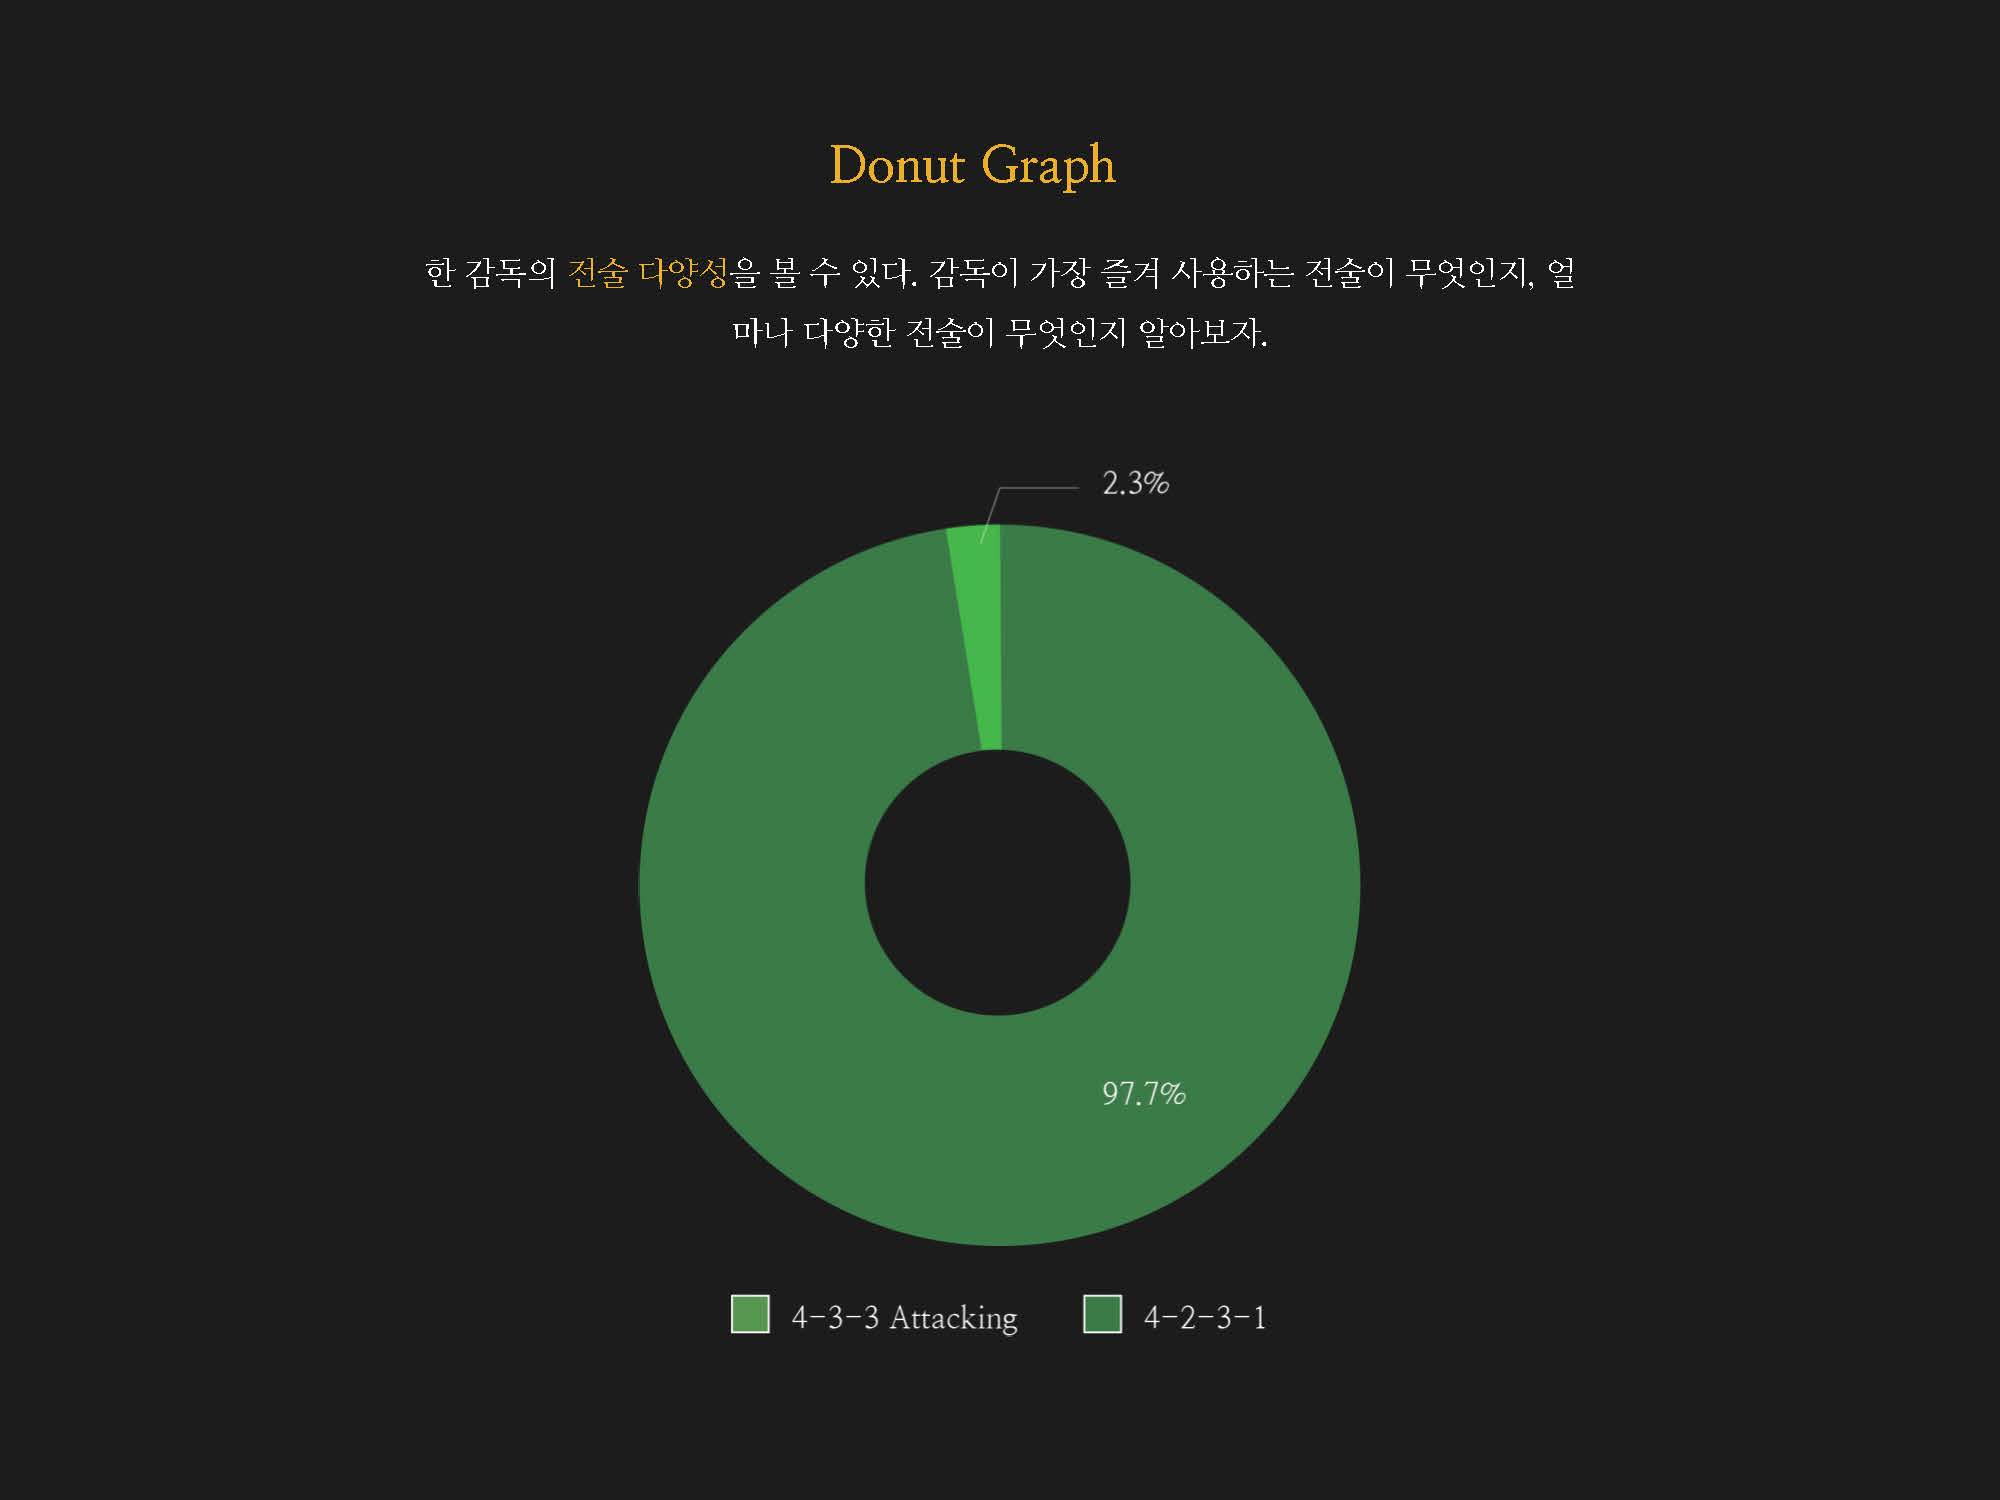 Donut Graph
한 감독의 전술 다양성을 볼 수 있다. 감독이 가장 즐겨 사용하는 전술이 무엇인지, 얼
마나 다양한 전술이 무엇인지 알아보자.
2.3%
97.7%
4-3-3 Attacking
4-2-3-1